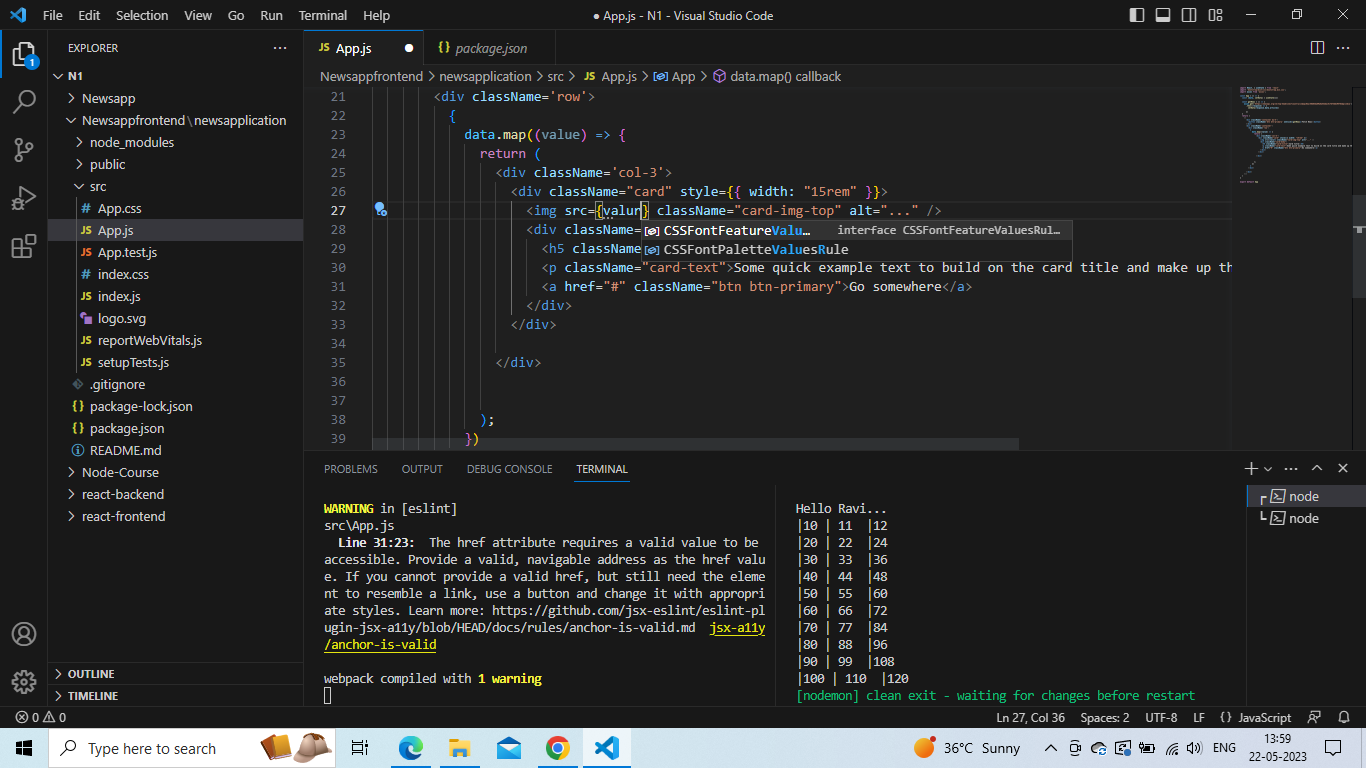 File Edit Selection View Go Run Terminal Help
● App.js - N1 - Visual Studio Code
EXPLORER
N1
Newsapp
Newsappfrontend \ newsapplication
node_modules
public
src
# App.css
JS App.js
JS App.test.js
# index.css
JS index.js
logo.svg
JS reportWebVitals.js
JS setupTests.js
.gitignore
{} package-lock.json
{} package.json
README.md
Node-Course
react-backend
react-frontend
OUTLINE
TIMELINE
1
JS App.js ●
{} package.json
Newsappfrontend > newsapplication > src > JS App.js > App > data.map() callback
21 <div className='row'>
22 {
23 data.map((value) => {
24 return (
25 <div className='col-3'>
26 <div className="card" style={{ width: "15rem" }}>
27 <img src={valur} className="card-img-top" alt="..." />
28 <div className=
29 <h5 classNam
30 <p className="card-text">Some quick example text to build on the card title and make up th
31 <a href="#" className="btn btn-primary">Go somewhere</a>
32 </div>
33 </div>
34
35 </div>
36
37
38 );
39 })
CSSFontFeatureValu… interface CSSFontFeatureValuesRul…
CSSFontPaletteValuesRule
PROBLEMS OUTPUT DEBUG CONSOLE TERMINAL
WARNING in [eslint]
src\App.js
Line 31:23: The href attribute requires a valid value to be
accessible. Provide a valid, navigable address as the href valu
e. If you cannot provide a valid href, but still need the eleme
nt to resemble a link, use a button and change it with appropri
ate styles. Learn more: https://github.com/jsx-eslint/eslint-pl
ugin-jsx-a11y/blob/HEAD/docs/rules/anchor-is-valid.md jsx-a11y
/anchor-is-valid
webpack compiled with 1 warning
Hello Ravi...
|10 | 11 |12
|20 | 22 |24
|30 | 33 |36
|40 | 44 |48
|50 | 55 |60
|60 | 66 |72
|70 | 77 |84
|80 | 88 |96
|90 | 99 |108
|100 | 110 |120
[nodemon] clean exit - waiting for changes before restart
node
node
0 0
Ln 27, Col 36 Spaces: 2 UTF-8 LF {} JavaScript
Type here to search
36°C Sunny
ENG
13:59
22-05-2023